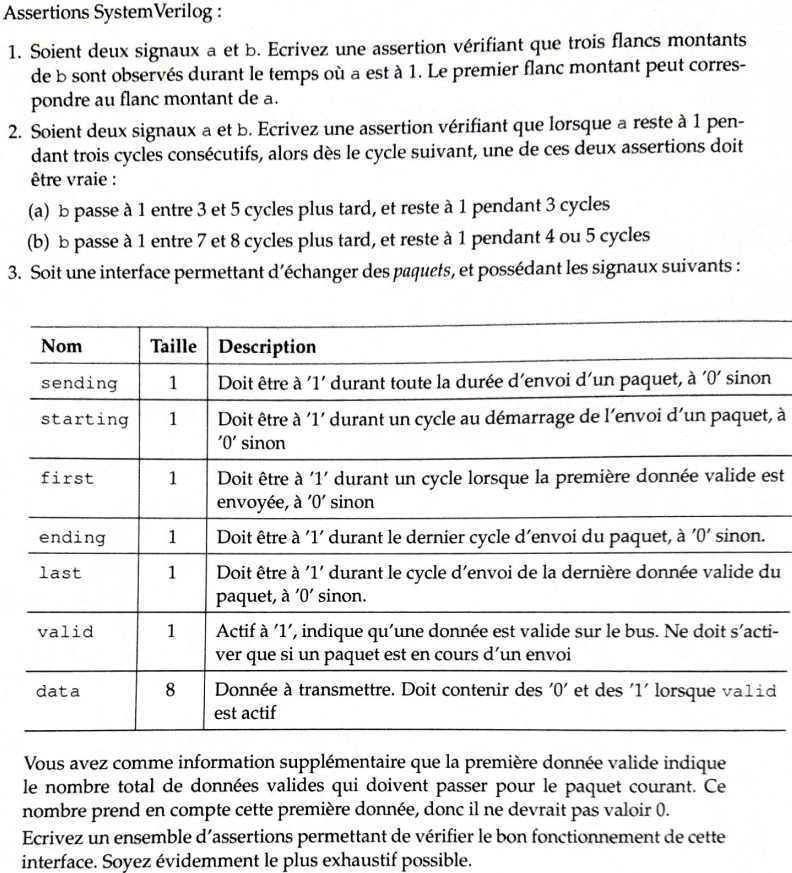 Assertions SystemVerilog :
1. Soient deux signaux a et b. Ecrivez une assertion vérifiant que trois flancs montants
de b sont observés durant le temps où a est à 1. Le premier flanc montant peut corres-
pondre au flanc montant de a.
2. Soient deux signaux a et b. Ecrivez une assertion vérifiant que lorsque a reste à 1 pen-
dant trois cycles consécutifs, alors dès le cycle suivant, une de ces deux assertions doit
être vraie :
(a) b passe à 1 entre 3 et 5 cycles plus tard, et reste à 1 pendant 3 cycles
(b) b passe à 1 entre 7 et 8 cycles plus tard, et reste à 1 pendant 4 ou 5 cycles
3. Soit une interface permettant d'échanger des paquets, et possédant les signaux suivants :
Nom Taille Description
sending 1 Doit être à '1' durant toute la durée d'envoi d'un paquet, à '0' sinon
starting 1 Doit être à '1' durant un cycle au démarrage de l'envoi d'un paquet, à
'0' sinon
first 1 Doit être à '1' durant un cycle lorsque la première donnée valide est
envoyée, à '0' sinon
ending 1 Doit être à '1' durant le dernier cycle d'envoi du paquet, à '0' sinon.
last 1 Doit être à '1' durant le cycle d'envoi de la dernière donnée valide du
paquet, à '0' sinon.
valid 1 Actif à '1', indique qu'une donnée est valide sur le bus. Ne doit s'acti-
ver que si un paquet est en cours d'un envoi
data 8 Donnée à transmettre. Doit contenir des '0' et des '1' lorsque valid
est actif
Vous avez comme information supplémentaire que la première donnée valide indique
le nombre total de données valides qui doivent passer pour le paquet courant. Ce
nombre prend en compte cette première donnée, donc il ne devrait pas valoir 0.
Ecrivez un ensemble d'assertions permettant de vérifier le bon fonctionnement de cette
interface. Soyez évidemment le plus exhaustif possible.